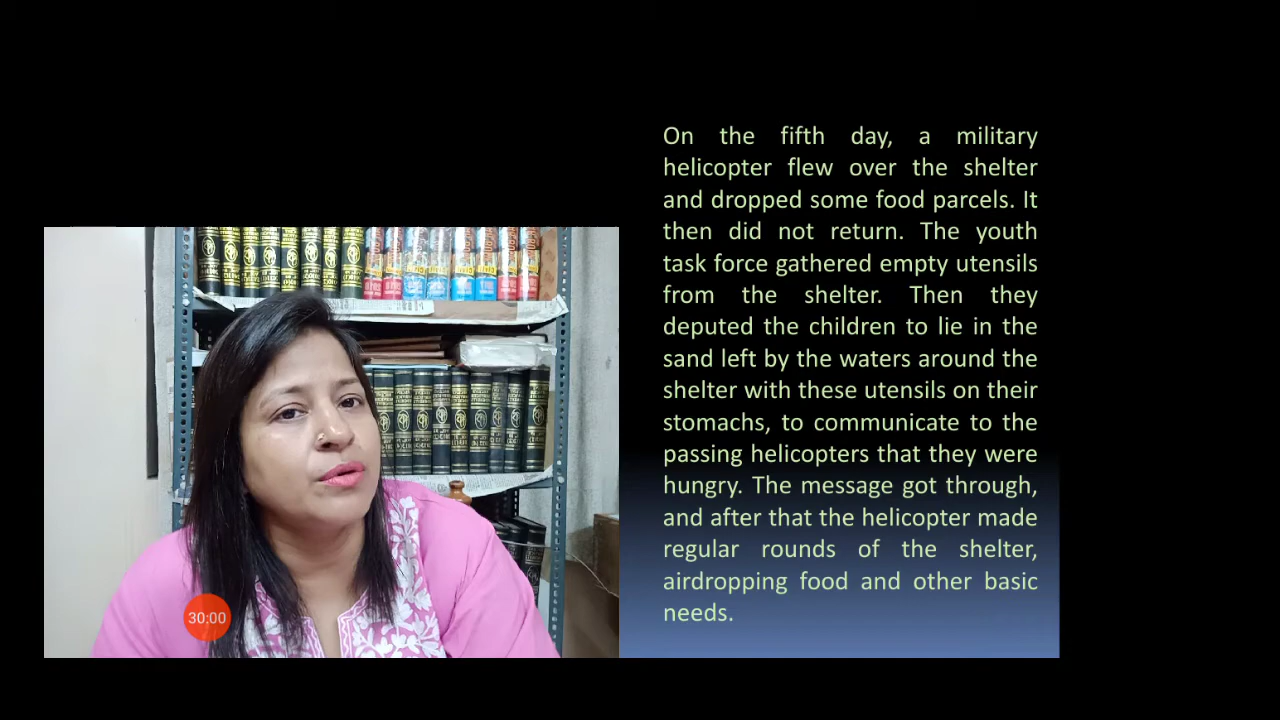 On the fifth day, a military
helicopter flew over the shelter
and dropped some food parcels. It
then did not return. The youth
task force gathered empty utensils
from the shelter. Then they
deputed the children to lie in the
sand left by the waters around the
shelter with these utensils on their
stomachs, to communicate to the
passing helicopters that they were
hungry. The message got through,
and after that the helicopter made
regular rounds of the shelter,
airdropping food and other basic
needs.
30:00